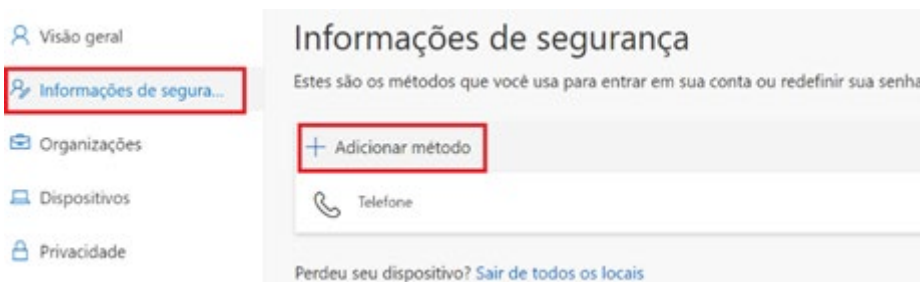 Visão geral
Informações de segura...
Organizações
Dispositivos
Privacidade
Informações de segurança
Estes são os métodos que você usa para entrar em sua conta ou redefinir sua senha
+ Adicionar método
Telefone
Perdeu seu dispositivo? Sair de todos os locais